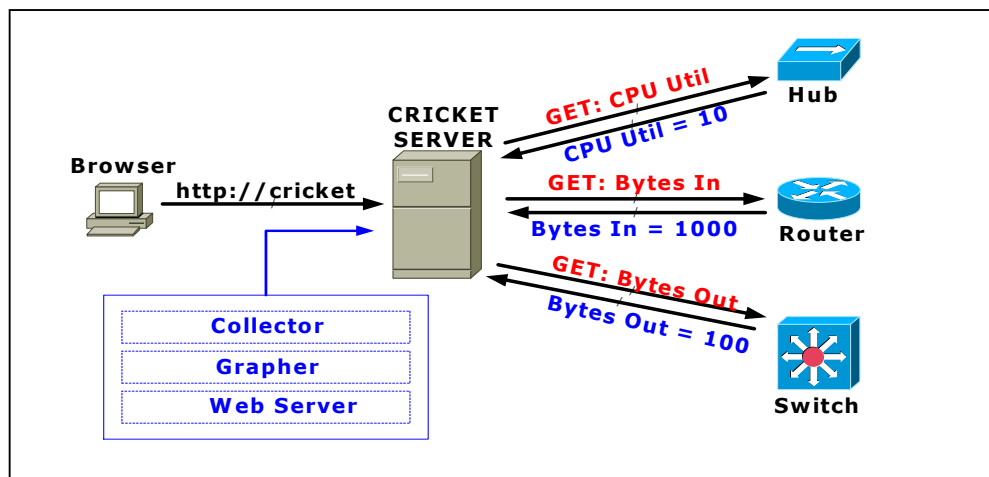 CRICKET
SERVER
Browser
http://cricket
GET: CPU Util
CPU Util = 10
Hub
GET: Bytes In
Bytes In = 1000
Router
GET: Bytes Out
Bytes Out = 100
Switch
Collector
Grapher
Web Server